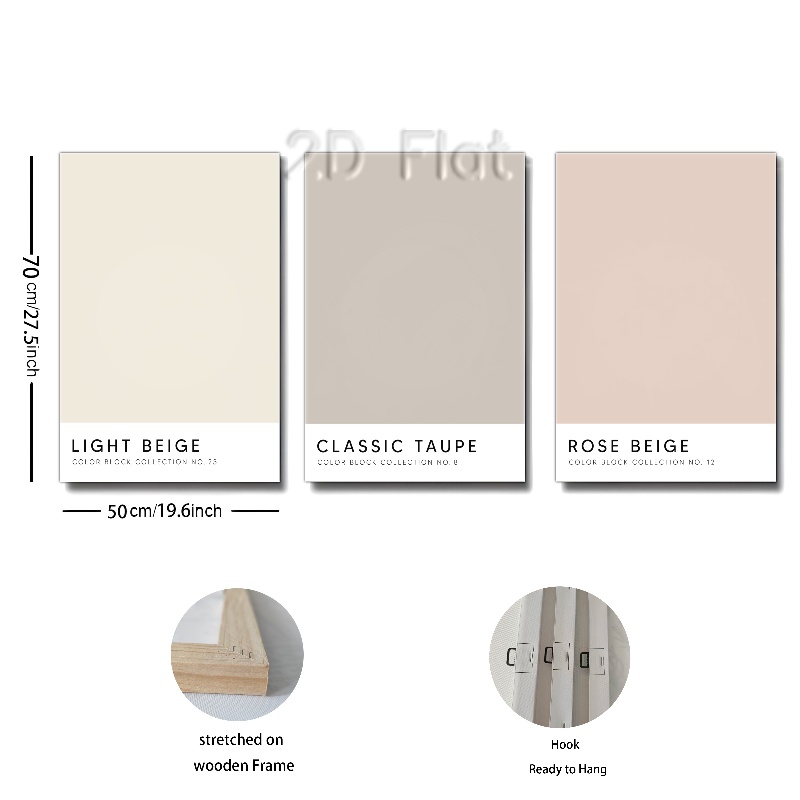 2D Flat
70 cm/27.5inch
LIGHT BEIGE
COLOR BLOCK COLLECTION NO. 23
CLASSIC TAUPE
COLOR BLOCK COLLECTION NO. 8
ROSE BEIGE
COLOR BLOCK COLLECTION NO. 12
50cm/19.6inch
stretched on
wooden Frame
Hook
Ready to Hang